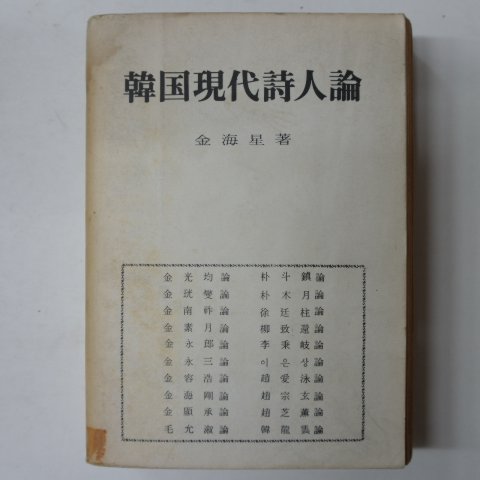 韓国現代詩人論
金海星著
金光均論
金珖燮論
金南祚論
金素月論
金永郎論
金永三論
金容浩論
金海剛論
金顯承論
毛允淑論
朴斗鎮論
朴木月論
徐廷柱論
柳致還論
李秉岐論
이은상論
趙愛泳論
趙宗玄論
趙芝薰論
韓龍雲論